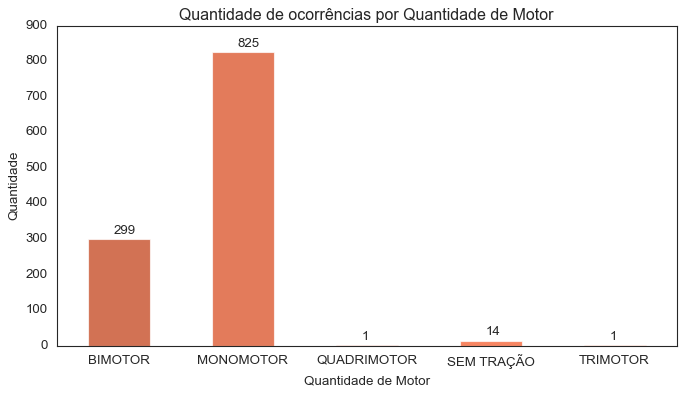 Quantidade de ocorrências por Quantidade de Motor
900
800
700
600
500
400
300
200
100
0
Quantidade
299
825
1
14
1
BIMOTOR
MONOMOTOR
QUADRIMOTOR
SEM TRAÇÃO
TRIMOTOR
Quantidade de Motor